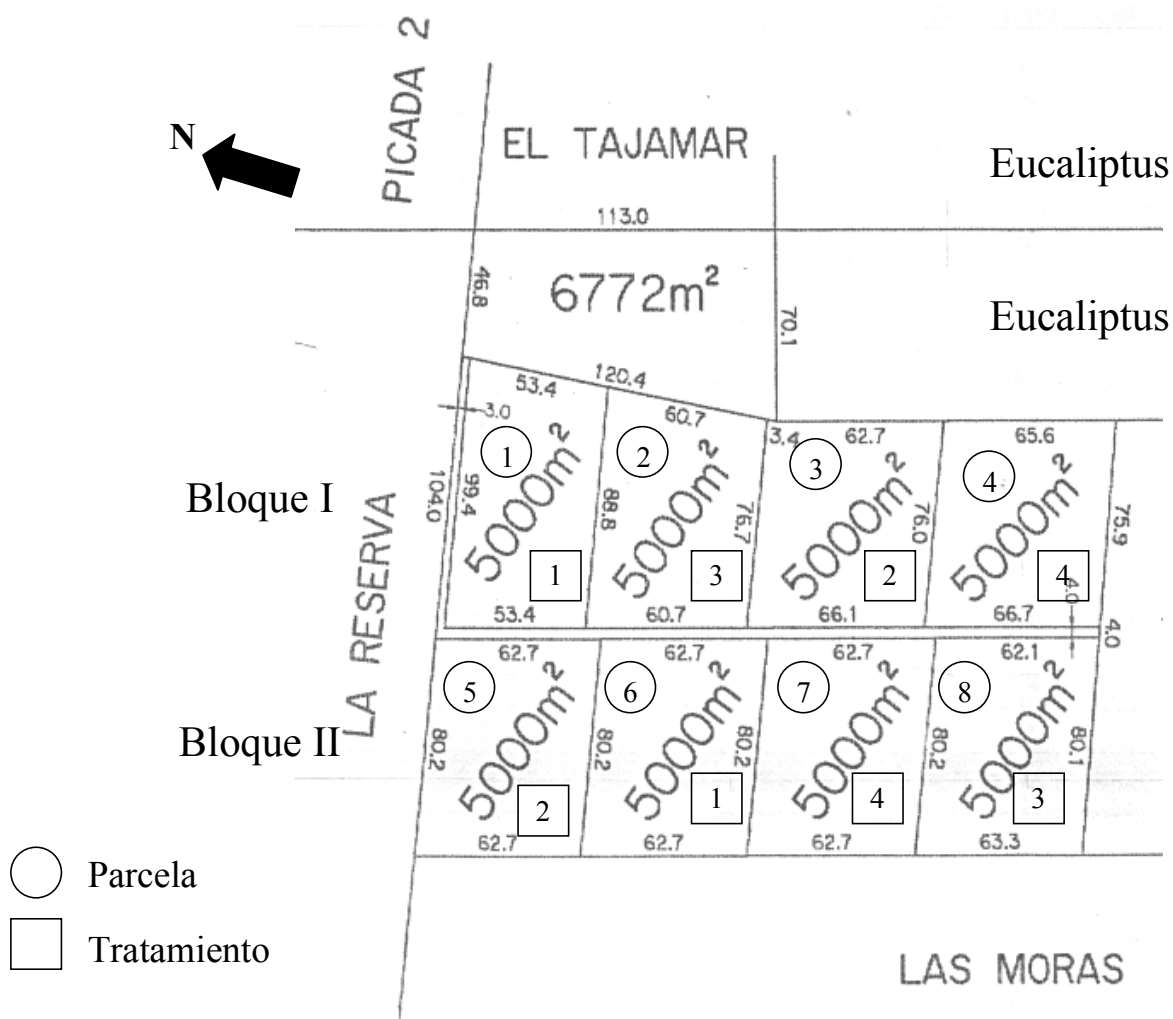 PICADA 2
N
EL TAJAMAR
Eucaliptus
113.0
46.8
6772m²
70.1
Eucaliptus
120.4
53.4
60.7
3.0
3.4
62.7
65.6
1
2
3
4
Bloque I
104.0
99.4
5000m²
88.8
5000m²
76.7
5000m²
76.0
5000m²
75.9
1
3
2
4
4.0
53.4
60.7
66.1
66.7
4.0
LA RESERVA
62.7
62.7
62.7
62.1
5
6
7
8
Bloque II
80.2
5000m²
80.2
5000m²
80.2
5000m²
80.2
5000m²
80.1
2
1
4
3
62.7
62.7
62.7
63.3
Parcela
Tratamiento
LAS MORAS